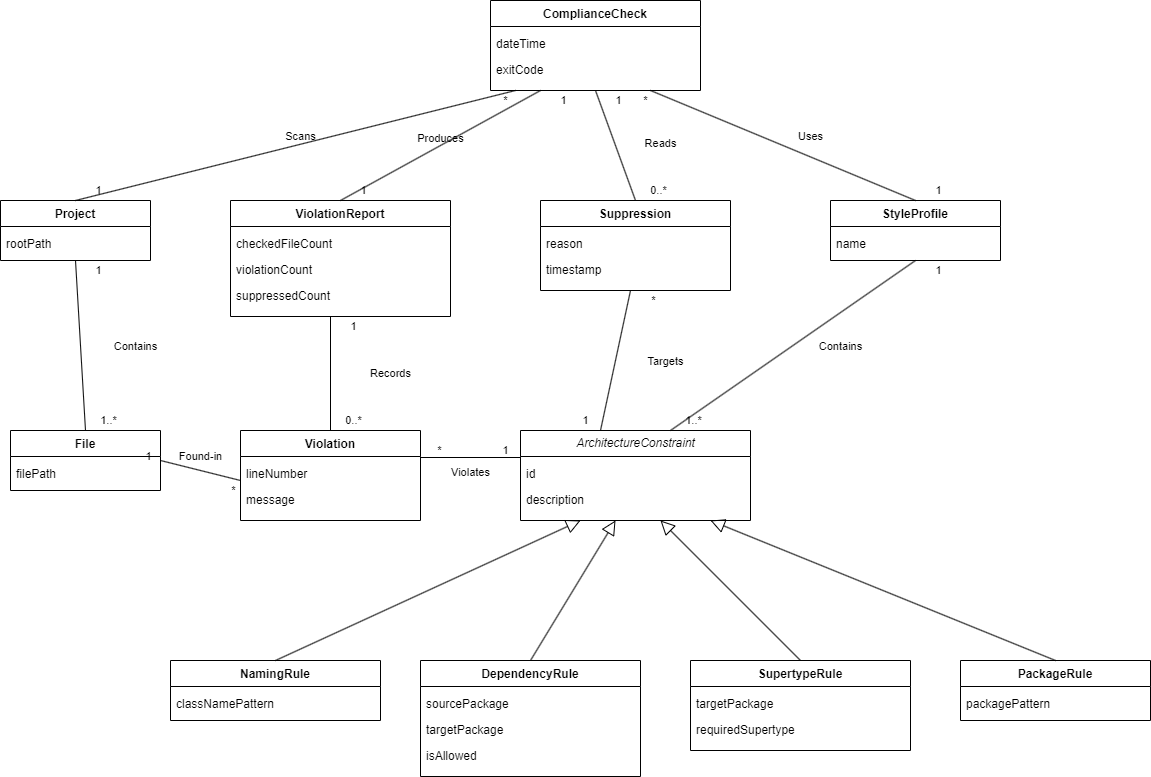 ComplianceCheck
dateTime
exitCode
* 1 1 *
Scans
Produces
Reads
Uses
1
1
0..*
1
Project
rootPath
ViolationReport
checkedFileCount
violationCount
suppressedCount
Suppression
reason
timestamp
StyleProfile
name
1
1
*
1
Contains
Records
Targets
Contains
1..*
0..*
1
1..*
File
filePath
1
Found-in
*
Violation
lineNumber
message
*
1
Violates
ArchitectureConstraint
id
description
NamingRule
classNamePattern
DependencyRule
sourcePackage
targetPackage
isAllowed
SupertypeRule
targetPackage
requiredSupertype
PackageRule
packagePattern